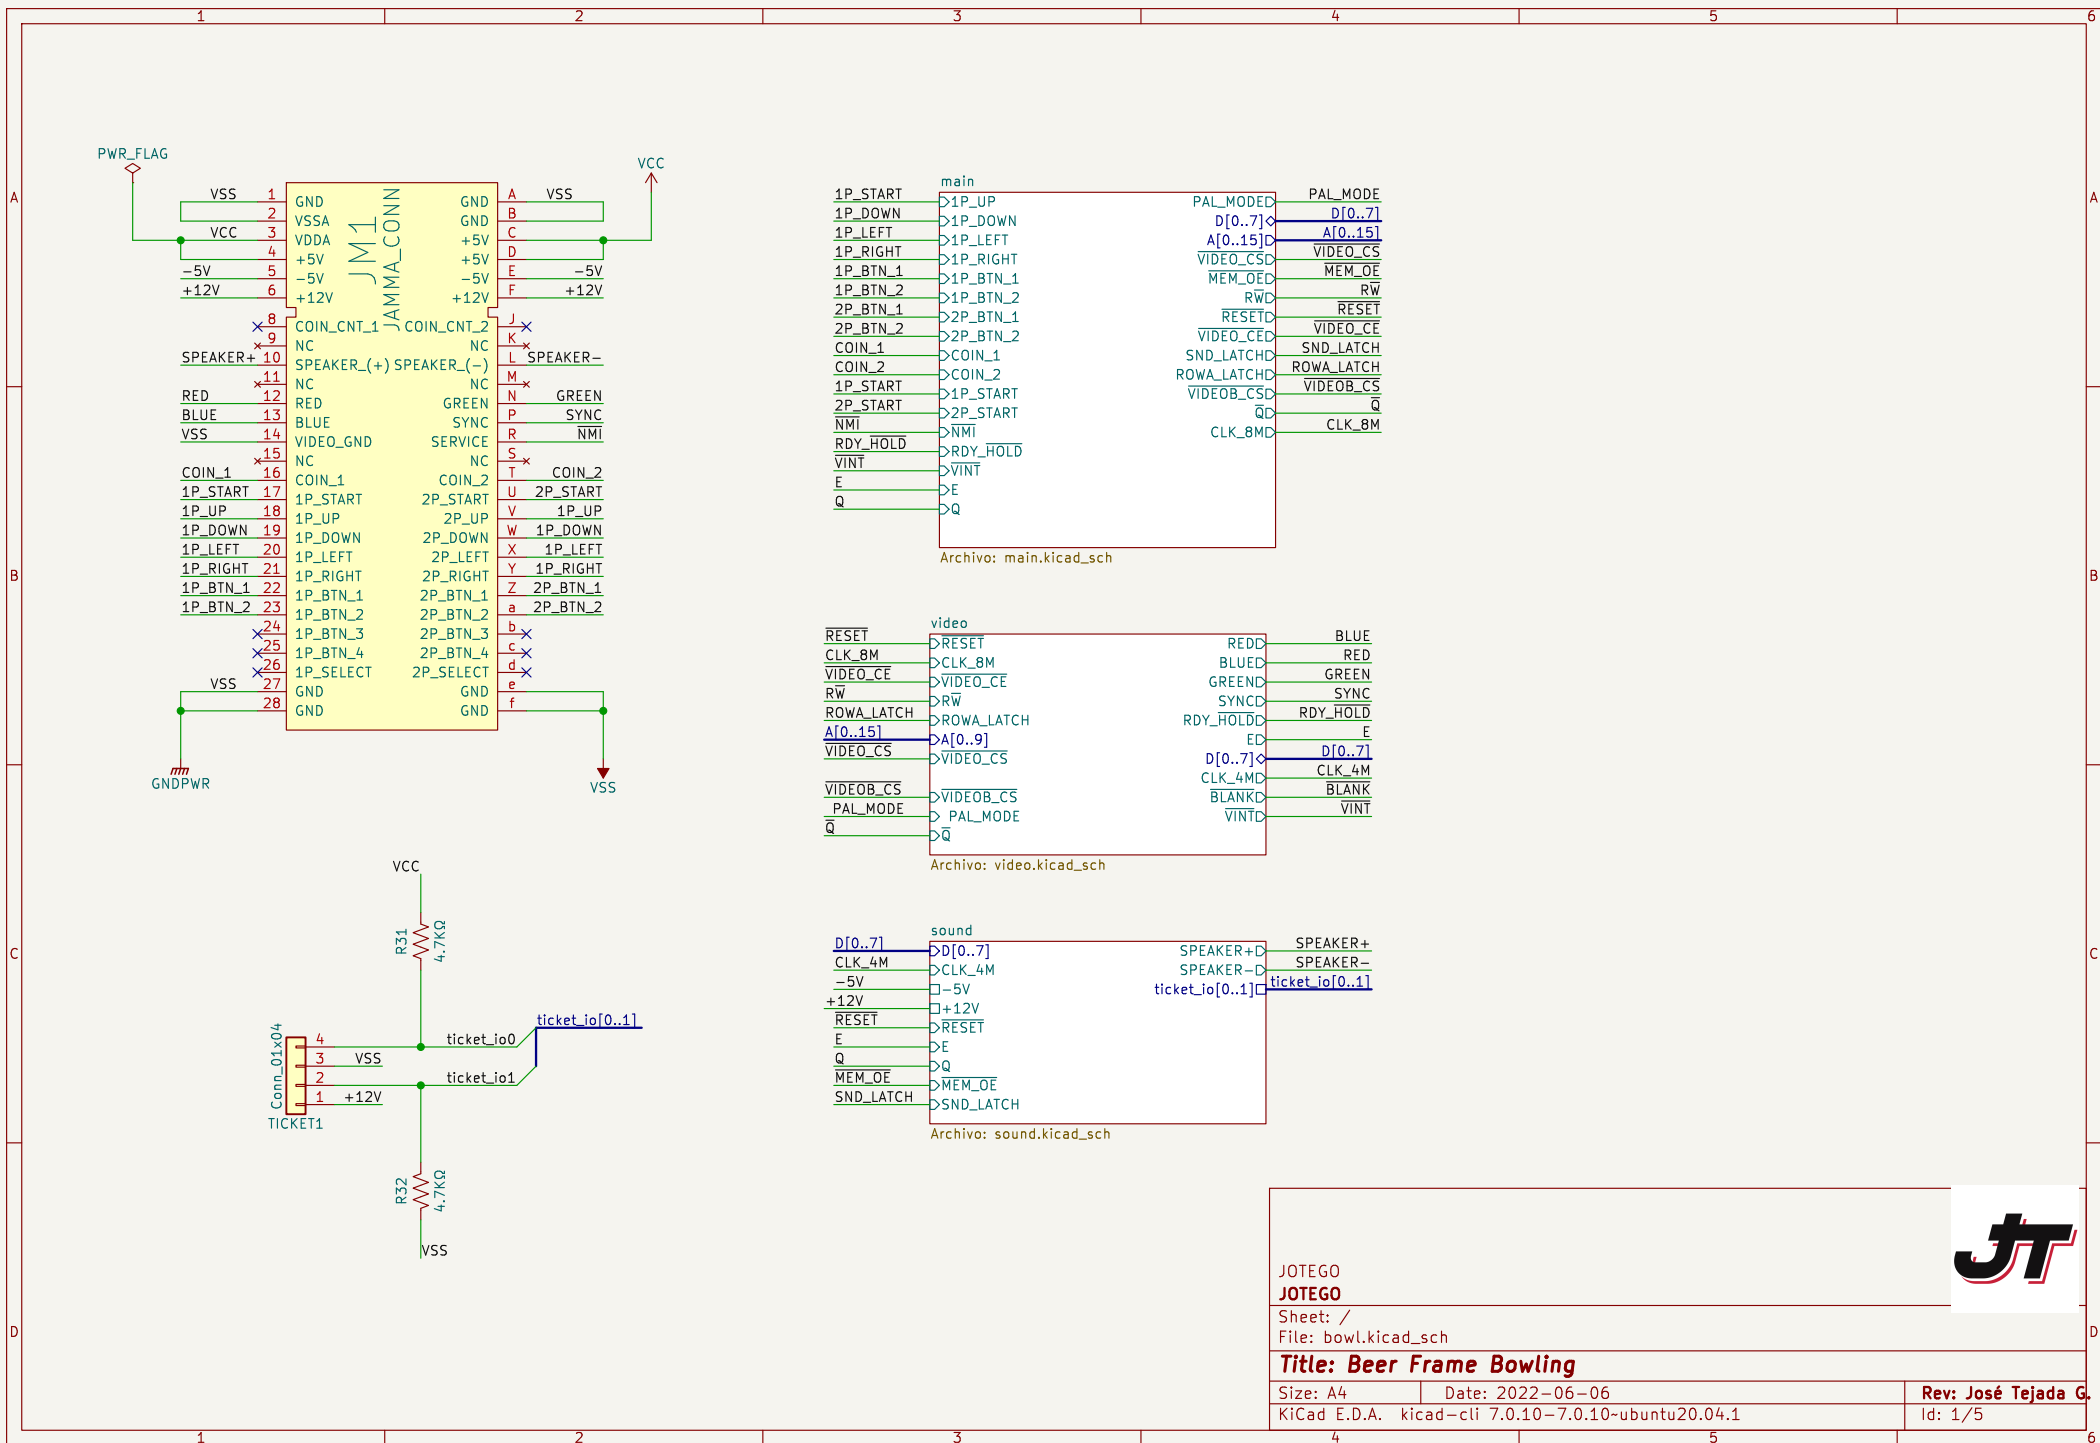 1 2 3 4 5 6
A A
B B
C C
D D
PWR_FLAG
VCC
JM1
JAMMA_CONN
VSS 1 GND GND A VSS
2 VSSA GND B
VCC 3 VDDA +5V C
4 +5V +5V D
-5V 5 -5V -5V E -5V
+12V 6 +12V +12V F +12V
8 COIN_CNT_1 COIN_CNT_2 J
9 NC NC K
SPEAKER+ 10 SPEAKER_(+) SPEAKER_(-) L SPEAKER-
11 NC NC M
RED 12 RED GREEN N GREEN
BLUE 13 BLUE SYNC P SYNC
VSS 14 VIDEO_GND SERVICE R NMI
15 NC NC S
COIN_1 16 COIN_1 COIN_2 T COIN_2
1P_START 17 1P_START 2P_START U 2P_START
1P_UP 18 1P_UP 2P_UP V 1P_UP
1P_DOWN 19 1P_DOWN 2P_DOWN W 1P_DOWN
1P_LEFT 20 1P_LEFT 2P_LEFT X 1P_LEFT
1P_RIGHT 21 1P_RIGHT 2P_RIGHT Y 1P_RIGHT
1P_BTN_1 22 1P_BTN_1 2P_BTN_1 Z 2P_BTN_1
1P_BTN_2 23 1P_BTN_2 2P_BTN_2 a 2P_BTN_2
24 1P_BTN_3 2P_BTN_3 b
25 1P_BTN_4 2P_BTN_4 c
26 1P_SELECT 2P_SELECT d
VSS 27 GND GND e
28 GND GND f
GNDPWR
VSS
main
1P_START 1P_UP PAL_MODE PAL_MODE
1P_DOWN 1P_DOWN D[0..7] D[0..7]
1P_LEFT 1P_LEFT A[0..15] A[0..15]
1P_RIGHT 1P_RIGHT VIDEO_CS VIDEO_CS
1P_BTN_1 1P_BTN_1 MEM_OE MEM_OE
1P_BTN_2 1P_BTN_2 RW RW
2P_BTN_1 2P_BTN_1 RESET RESET
2P_BTN_2 2P_BTN_2 VIDEO_CE VIDEO_CE
COIN_1 COIN_1 SND_LATCH SND_LATCH
COIN_2 COIN_2 ROWA_LATCH ROWA_LATCH
1P_START 1P_START VIDEOB_CS VIDEOB_CS
2P_START 2P_START Q Q
NMI NMI CLK_8M CLK_8M
RDY_HOLD RDY_HOLD
VINT VINT
E E
Q Q
Archivo: main.kicad_sch
video
RESET RESET RED BLUE
CLK_8M CLK_8M BLUE RED
VIDEO_CE VIDEO_CE GREEN GREEN
RW RW SYNC SYNC
ROWA_LATCH ROWA_LATCH RDY_HOLD RDY_HOLD
A[0..15] A[0..9] E E
VIDEO_CS VIDEO_CS D[0..7] D[0..7]
CLK_4M CLK_4M
VIDEOB_CS VIDEOB_CS BLANK BLANK
PAL_MODE PAL_MODE VINT VINT
Q Q
Archivo: video.kicad_sch
sound
D[0..7] D[0..7] SPEAKER+ SPEAKER+
CLK_4M CLK_4M SPEAKER- SPEAKER-
-5V -5V ticket_io[0..1] ticket_io[0..1]
+12V +12V
RESET RESET
E E
Q Q
MEM_OE MEM_OE
SND_LATCH SND_LATCH
Archivo: sound.kicad_sch
VCC
R31
4.7KΩ
ticket_io[0..1]
Conn_01x04
4 ticket_io0
3 VSS
2 ticket_io1
1 +12V
TICKET1
R32
4.7KΩ
VSS
JT
JOTEGO
JOTEGO
Sheet: /
File: bowl.kicad_sch
Title: Beer Frame Bowling
Size: A4 Date: 2022-06-06 Rev: José Tejada G.
KiCad E.D.A. kicad-cli 7.0.10-7.0.10~ubuntu20.04.1 Id: 1/5
1 2 3 4 5 6